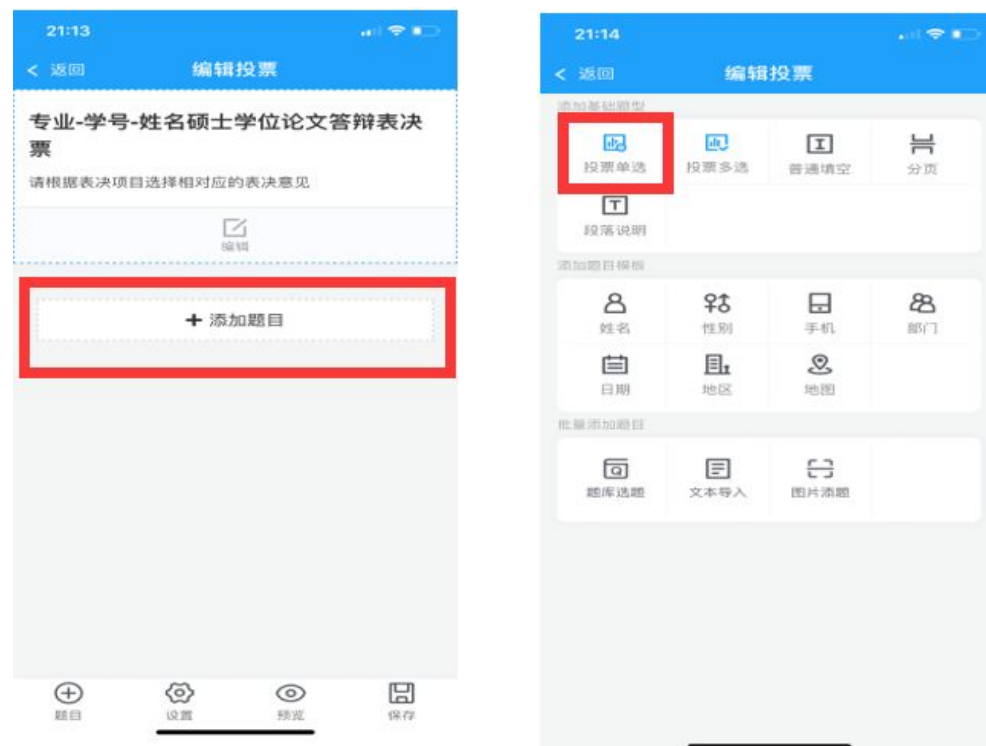 21:13
< 返回
编辑投票
专业-学号-姓名硕士学位论文答辩表决
票
请根据表决项目选择相对应的表决意见
编辑
+ 添加题目
题目
设置
预览
保存
21:14
< 返回
编辑投票
添加基础题型
投票单选
投票多选
普通填空
分页
段落说明
添加题目模板
姓名
性别
手机
部门
日期
地区
地图
批量添加题目
题库选题
文本导入
图片添题